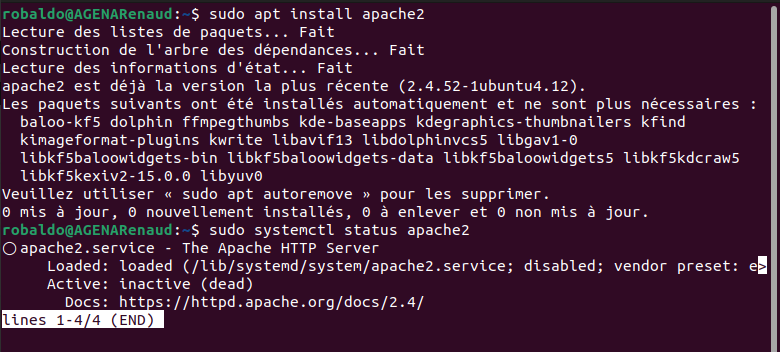 robaldo@AGENARenaud:~$ sudo apt install apache2
Lecture des listes de paquets... Fait
Construction de l'arbre des dépendances... Fait
Lecture des informations d'état... Fait
apache2 est déjà la version la plus récente (2.4.52-1ubuntu4.12).
Les paquets suivants ont été installés automatiquement et ne sont plus nécessaires :
  baloo-kf5 dolphin ffmpegthumbs kde-baseapps kdegraphics-thumbnailers kfind
  kimageformat-plugins kwrite libavif13 libdolphinvcs5 libgav1-0
  libkf5baloowidgets-bin libkf5baloowidgets-data libkf5baloowidgets5 libkf5kdcraw5
  libkf5kexiv2-15.0.0 libyuv0
Veuillez utiliser « sudo apt autoremove » pour les supprimer.
0 mis à jour, 0 nouvellement installés, 0 à enlever et 0 non mis à jour.
robaldo@AGENARenaud:~$ sudo systemctl status apache2
○ apache2.service - The Apache HTTP Server
     Loaded: loaded (/lib/systemd/system/apache2.service; disabled; vendor preset: e>
     Active: inactive (dead)
       Docs: https://httpd.apache.org/docs/2.4/
lines 1-4/4 (END)